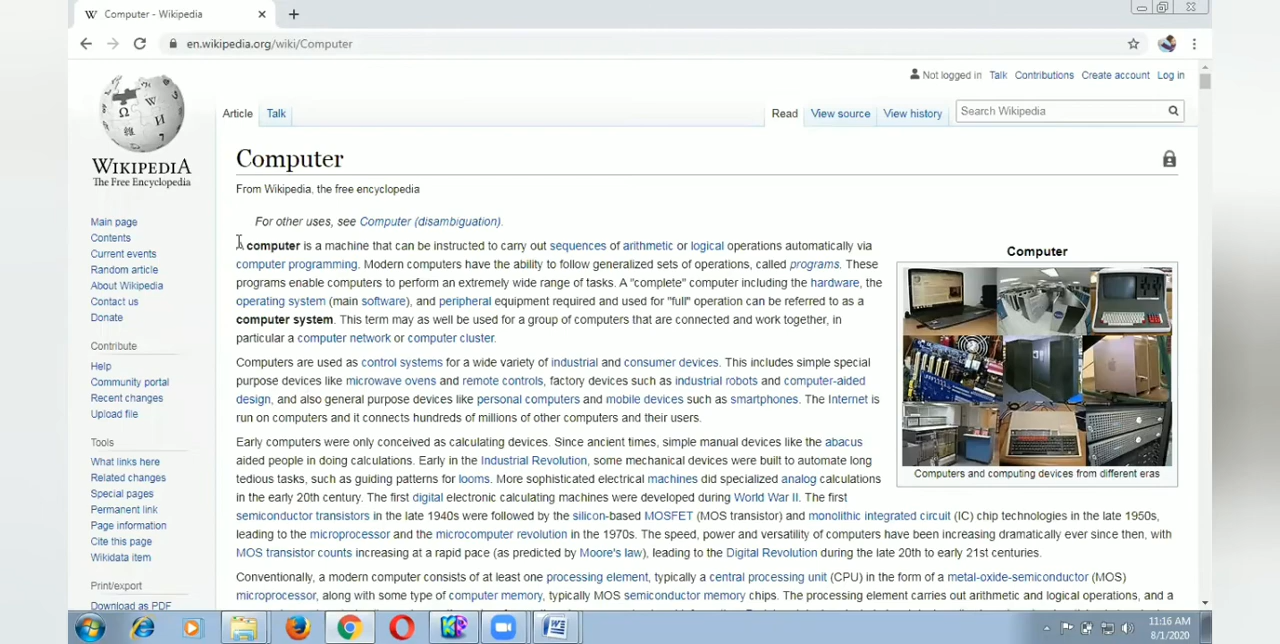 Computer - Wikipedia
en.wikipedia.org/wiki/Computer
Not logged in Talk Contributions Create account Log in
Article Talk Read View source View history Search Wikipedia
WIKIPEDIA
The Free Encyclopedia
Main page
Contents
Current events
Random article
About Wikipedia
Contact us
Donate
Contribute
Help
Community portal
Recent changes
Upload file
Tools
What links here
Related changes
Special pages
Permanent link
Page information
Cite this page
Wikidata item
Print/export
Download as PDF
Computer
From Wikipedia, the free encyclopedia
For other uses, see Computer (disambiguation).
A computer is a machine that can be instructed to carry out sequences of arithmetic or logical operations automatically via
computer programming. Modern computers have the ability to follow generalized sets of operations, called programs. These
programs enable computers to perform an extremely wide range of tasks. A "complete" computer including the hardware, the
operating system (main software), and peripheral equipment required and used for "full" operation can be referred to as a
computer system. This term may as well be used for a group of computers that are connected and work together, in
particular a computer network or computer cluster.
Computers are used as control systems for a wide variety of industrial and consumer devices. This includes simple special
purpose devices like microwave ovens and remote controls, factory devices such as industrial robots and computer-aided
design, and also general purpose devices like personal computers and mobile devices such as smartphones. The Internet is
run on computers and it connects hundreds of millions of other computers and their users.
Early computers were only conceived as calculating devices. Since ancient times, simple manual devices like the abacus
aided people in doing calculations. Early in the Industrial Revolution, some mechanical devices were built to automate long
tedious tasks, such as guiding patterns for looms. More sophisticated electrical machines did specialized analog calculations
in the early 20th century. The first digital electronic calculating machines were developed during World War II. The first
semiconductor transistors in the late 1940s were followed by the silicon-based MOSFET (MOS transistor) and monolithic integrated circuit (IC) chip technologies in the late 1950s,
leading to the microprocessor and the microcomputer revolution in the 1970s. The speed, power and versatility of computers have been increasing dramatically ever since then, with
MOS transistor counts increasing at a rapid pace (as predicted by Moore's law), leading to the Digital Revolution during the late 20th to early 21st centuries.
Conventionally, a modern computer consists of at least one processing element, typically a central processing unit (CPU) in the form of a metal-oxide-semiconductor (MOS)
microprocessor, along with some type of computer memory, typically MOS semiconductor memory chips. The processing element carries out arithmetic and logical operations, and a
Computer
Computers and computing devices from different eras
11:16 AM
8/1/2020